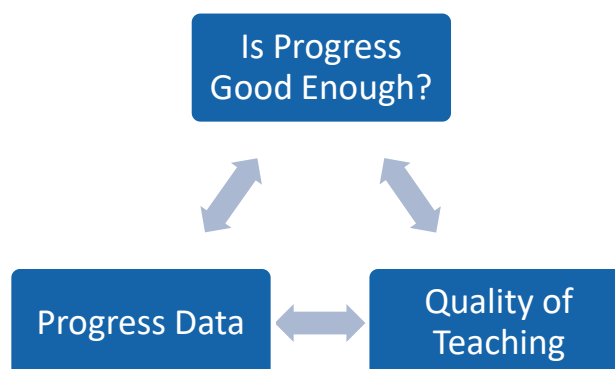 Is Progress
Good Enough?
Progress Data
Quality of
Teaching